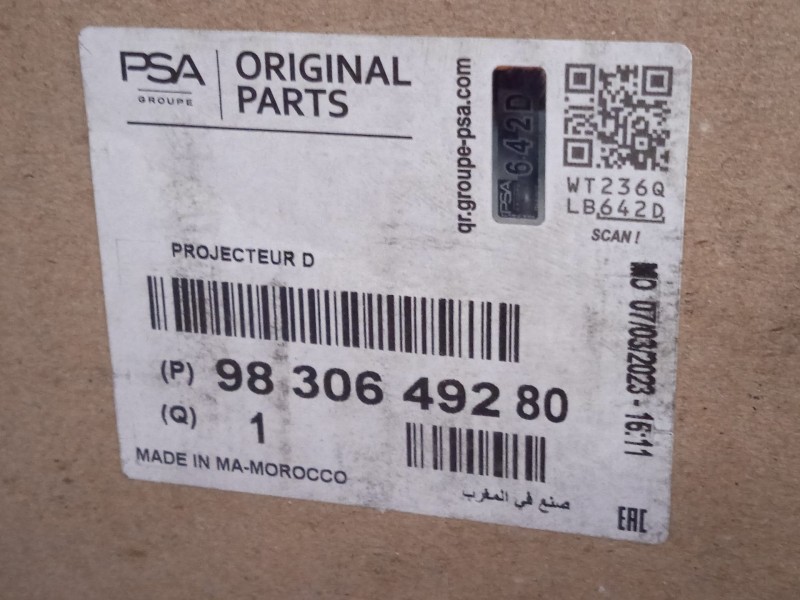 PSA
GROUPE
ORIGINAL
PARTS
qr.groupe-psa.com
PSA 642D
WT236Q
LB642D
SCAN!
PROJECTEUR D
(P) 98 306 492 80
(Q) 1
MADE IN MA-MOROCCO
صنع في المغرب
MO 07/03/2023 - 16:11
EAC